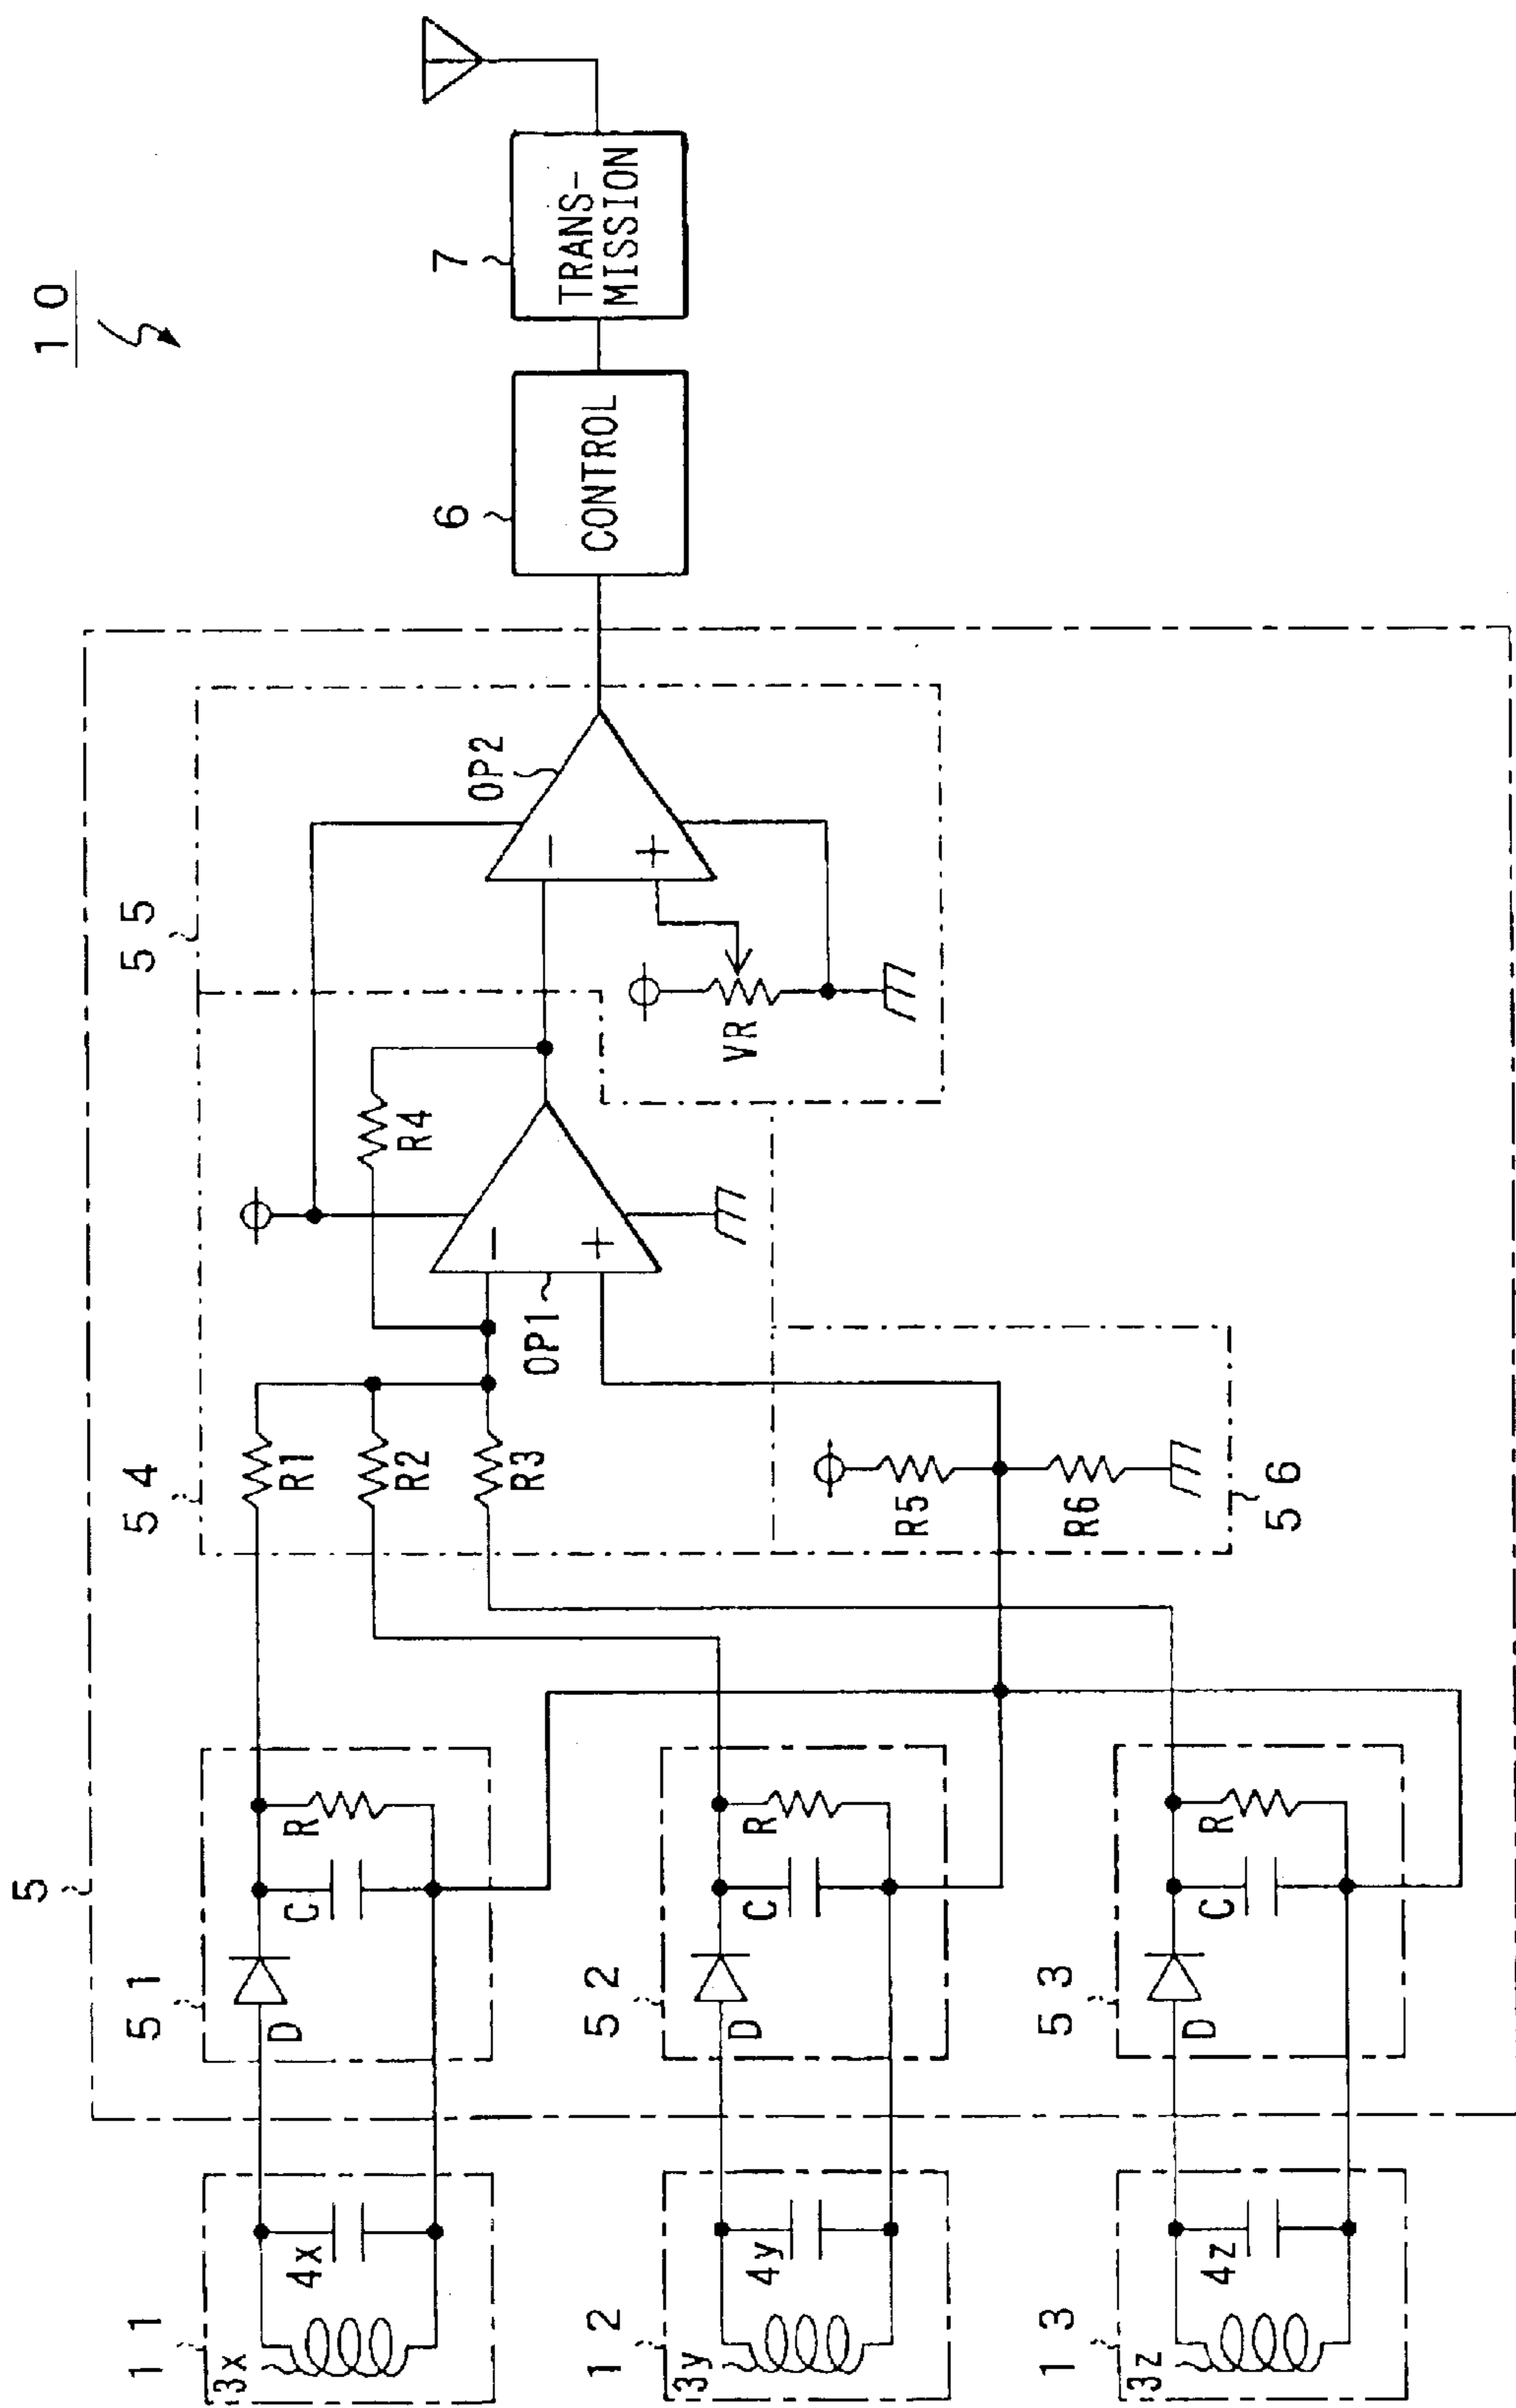 10
5
11
3x
4x
51
D
C
R
54
R1
R2
R3
R4
OP1
−
+
55
OP2
−
+
VR
6
CONTROL
7
TRANS-
MISSION
12
3y
4y
52
D
C
R
R5
R6
56
13
3z
4z
53
D
C
R